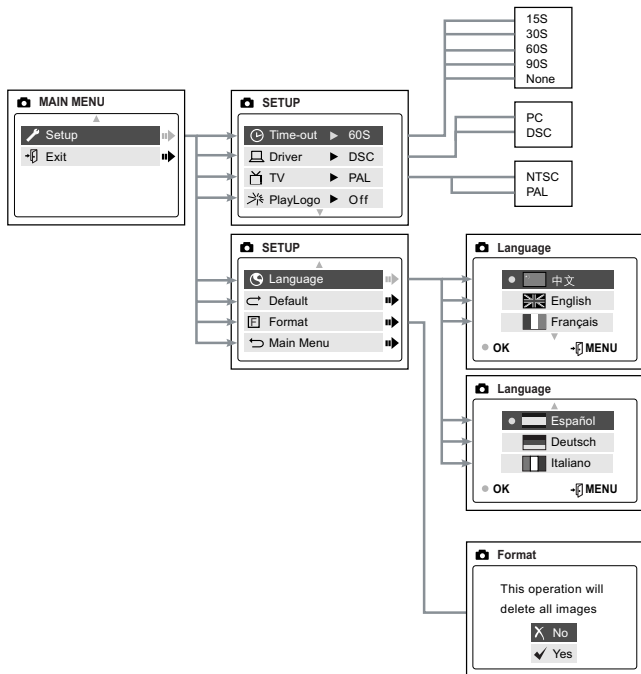 MAIN MENU
Setup
Exit
SETUP
Time-out 60S
Driver DSC
TV PAL
PlayLogo Off
15S
30S
60S
90S
None
PC
DSC
NTSC
PAL
SETUP
Language
Default
F Format
Main Menu
Language
中文
English
Français
OK MENU
Language
Español
Deutsch
Italiano
OK MENU
Format
This operation will
delete all images
No
Yes